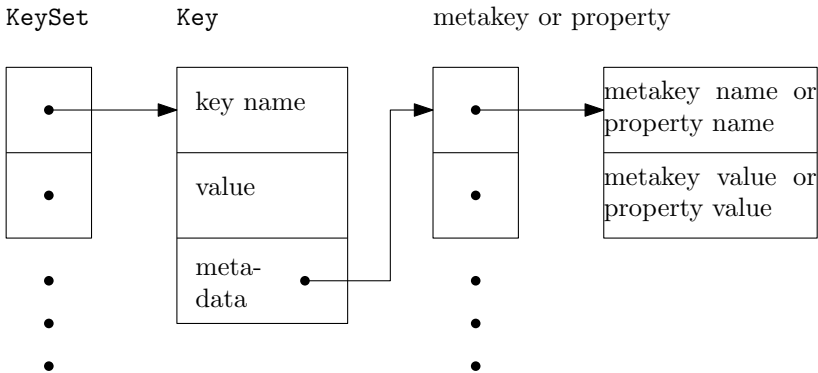 KeySet
Key
metakey or property
key name
value
meta-
data
metakey name or
property name
metakey value or
property value